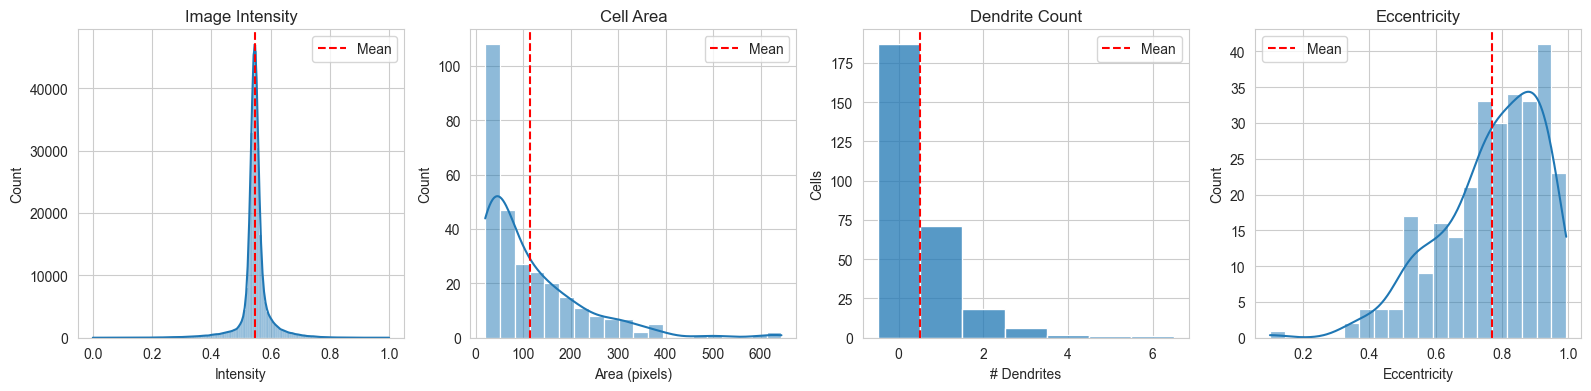 Image Intensity
Mean
40000
30000
20000
10000
0
Count
0.0 0.2 0.4 0.6 0.8 1.0
Intensity
Cell Area
Mean
100
80
60
40
20
0
Count
0 100 200 300 400 500 600
Area (pixels)
Dendrite Count
Mean
175
150
125
100
75
50
25
0
Cells
0 2 4 6
# Dendrites
Eccentricity
Mean
40
35
30
25
20
15
10
5
0
Count
0.2 0.4 0.6 0.8 1.0
Eccentricity